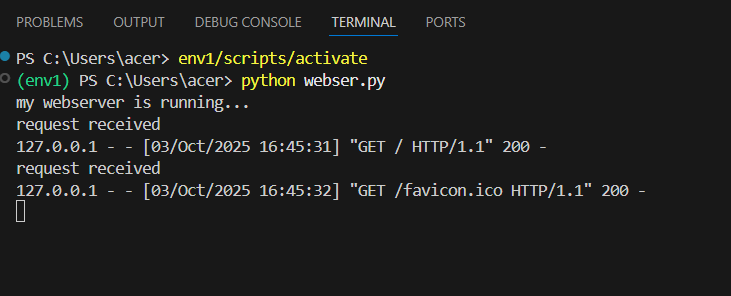 PROBLEMS OUTPUT DEBUG CONSOLE TERMINAL PORTS
PS C:\Users\acer> env1/scripts/activate
(env1) PS C:\Users\acer> python webser.py
my webserver is running...
request received
127.0.0.1 - - [03/Oct/2025 16:45:31] "GET / HTTP/1.1" 200 -
request received
127.0.0.1 - - [03/Oct/2025 16:45:32] "GET /favicon.ico HTTP/1.1" 200 -